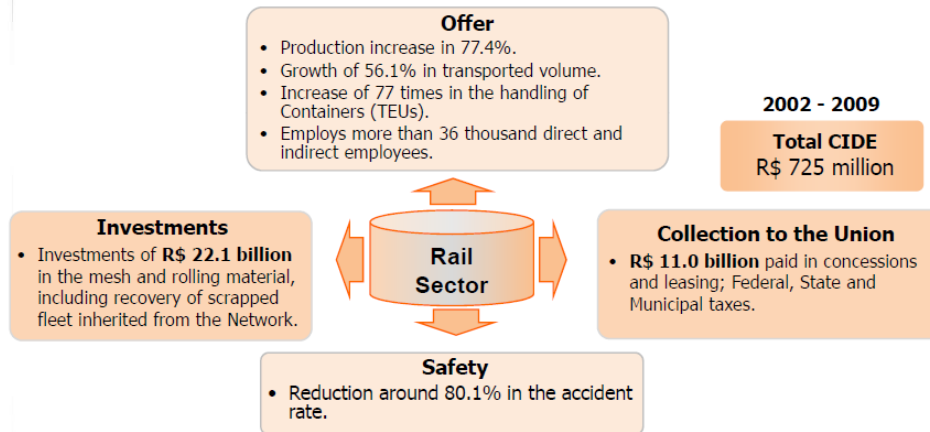 Offer
• Production increase in 77.4%.
• Growth of 56.1% in transported volume.
• Increase of 77 times in the handling of
Containers (TEUs).
• Employs more than 36 thousand direct and
indirect employees.
2002 - 2009
Total CIDE
R$ 725 million
Investments
• Investments of R$ 22.1 billion
in the mesh and rolling material,
including recovery of scrapped
fleet inherited from the Network.
Rail
Sector
Collection to the Union
• R$ 11.0 billion paid in concessions
and leasing; Federal, State and
Municipal taxes.
Safety
• Reduction around 80.1% in the accident
rate.